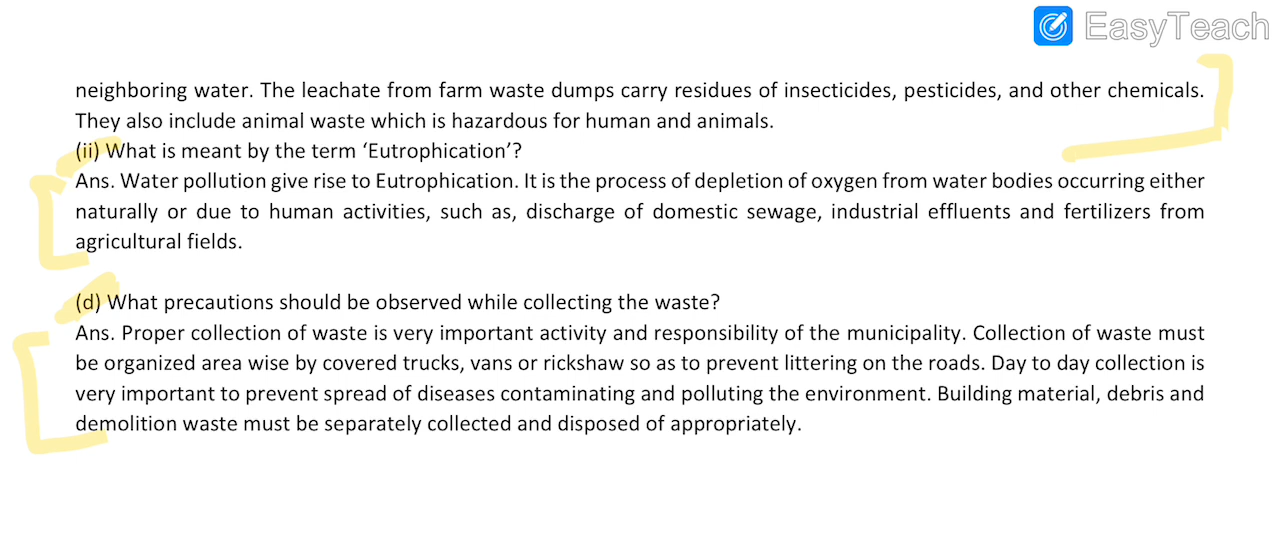 EasyTeach
neighboring water. The leachate from farm waste dumps carry residues of insecticides, pesticides, and other chemicals.
They also include animal waste which is hazardous for human and animals.
(ii) What is meant by the term ‘Eutrophication’?
Ans. Water pollution give rise to Eutrophication. It is the process of depletion of oxygen from water bodies occurring either
naturally or due to human activities, such as, discharge of domestic sewage, industrial effluents and fertilizers from
agricultural fields.
(d) What precautions should be observed while collecting the waste?
Ans. Proper collection of waste is very important activity and responsibility of the municipality. Collection of waste must
be organized area wise by covered trucks, vans or rickshaw so as to prevent littering on the roads. Day to day collection is
very important to prevent spread of diseases contaminating and polluting the environment. Building material, debris and
demolition waste must be separately collected and disposed of appropriately.